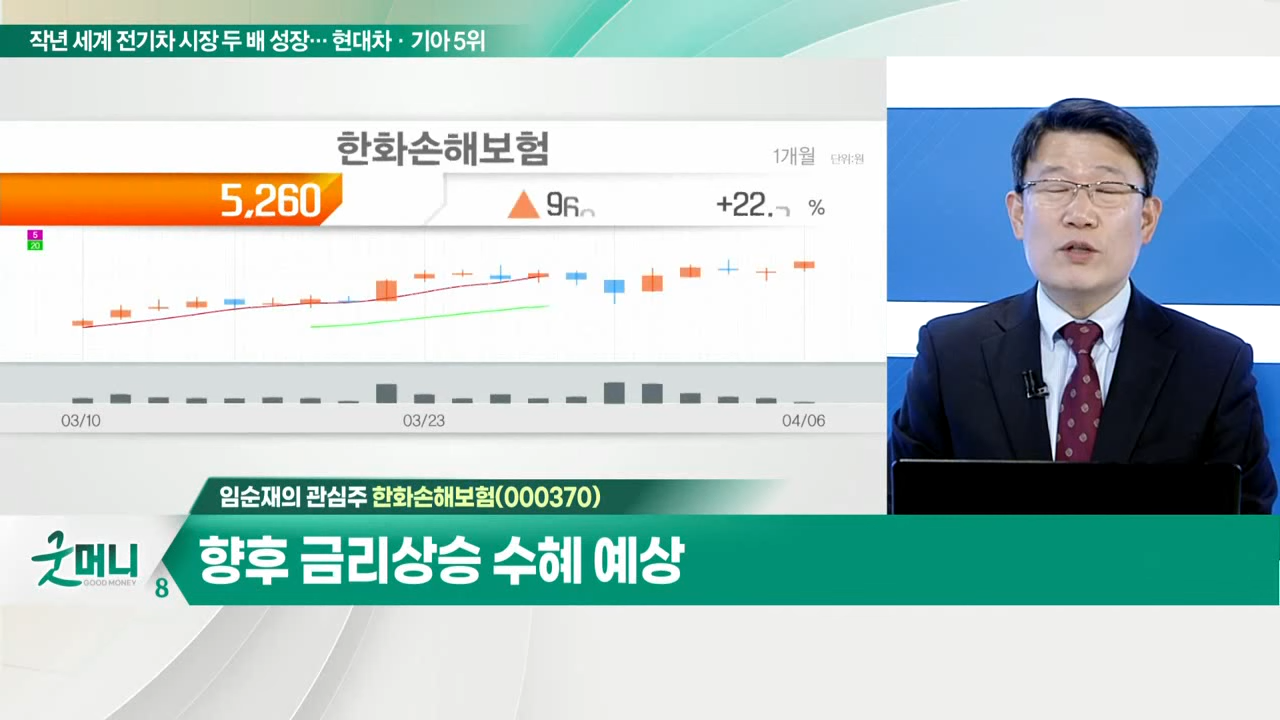 작년 세계 전기차 시장 두 배 성장… 현대차 · 기아 5위
한화손해보험
1개월 단위:원
5,260
+22. %
5
20
03/10 03/23 04/06
임순재의 관심주 한화손해보험(000370)
향후 금리상승 수혜 예상
굿머니
GOOD MONEY
8